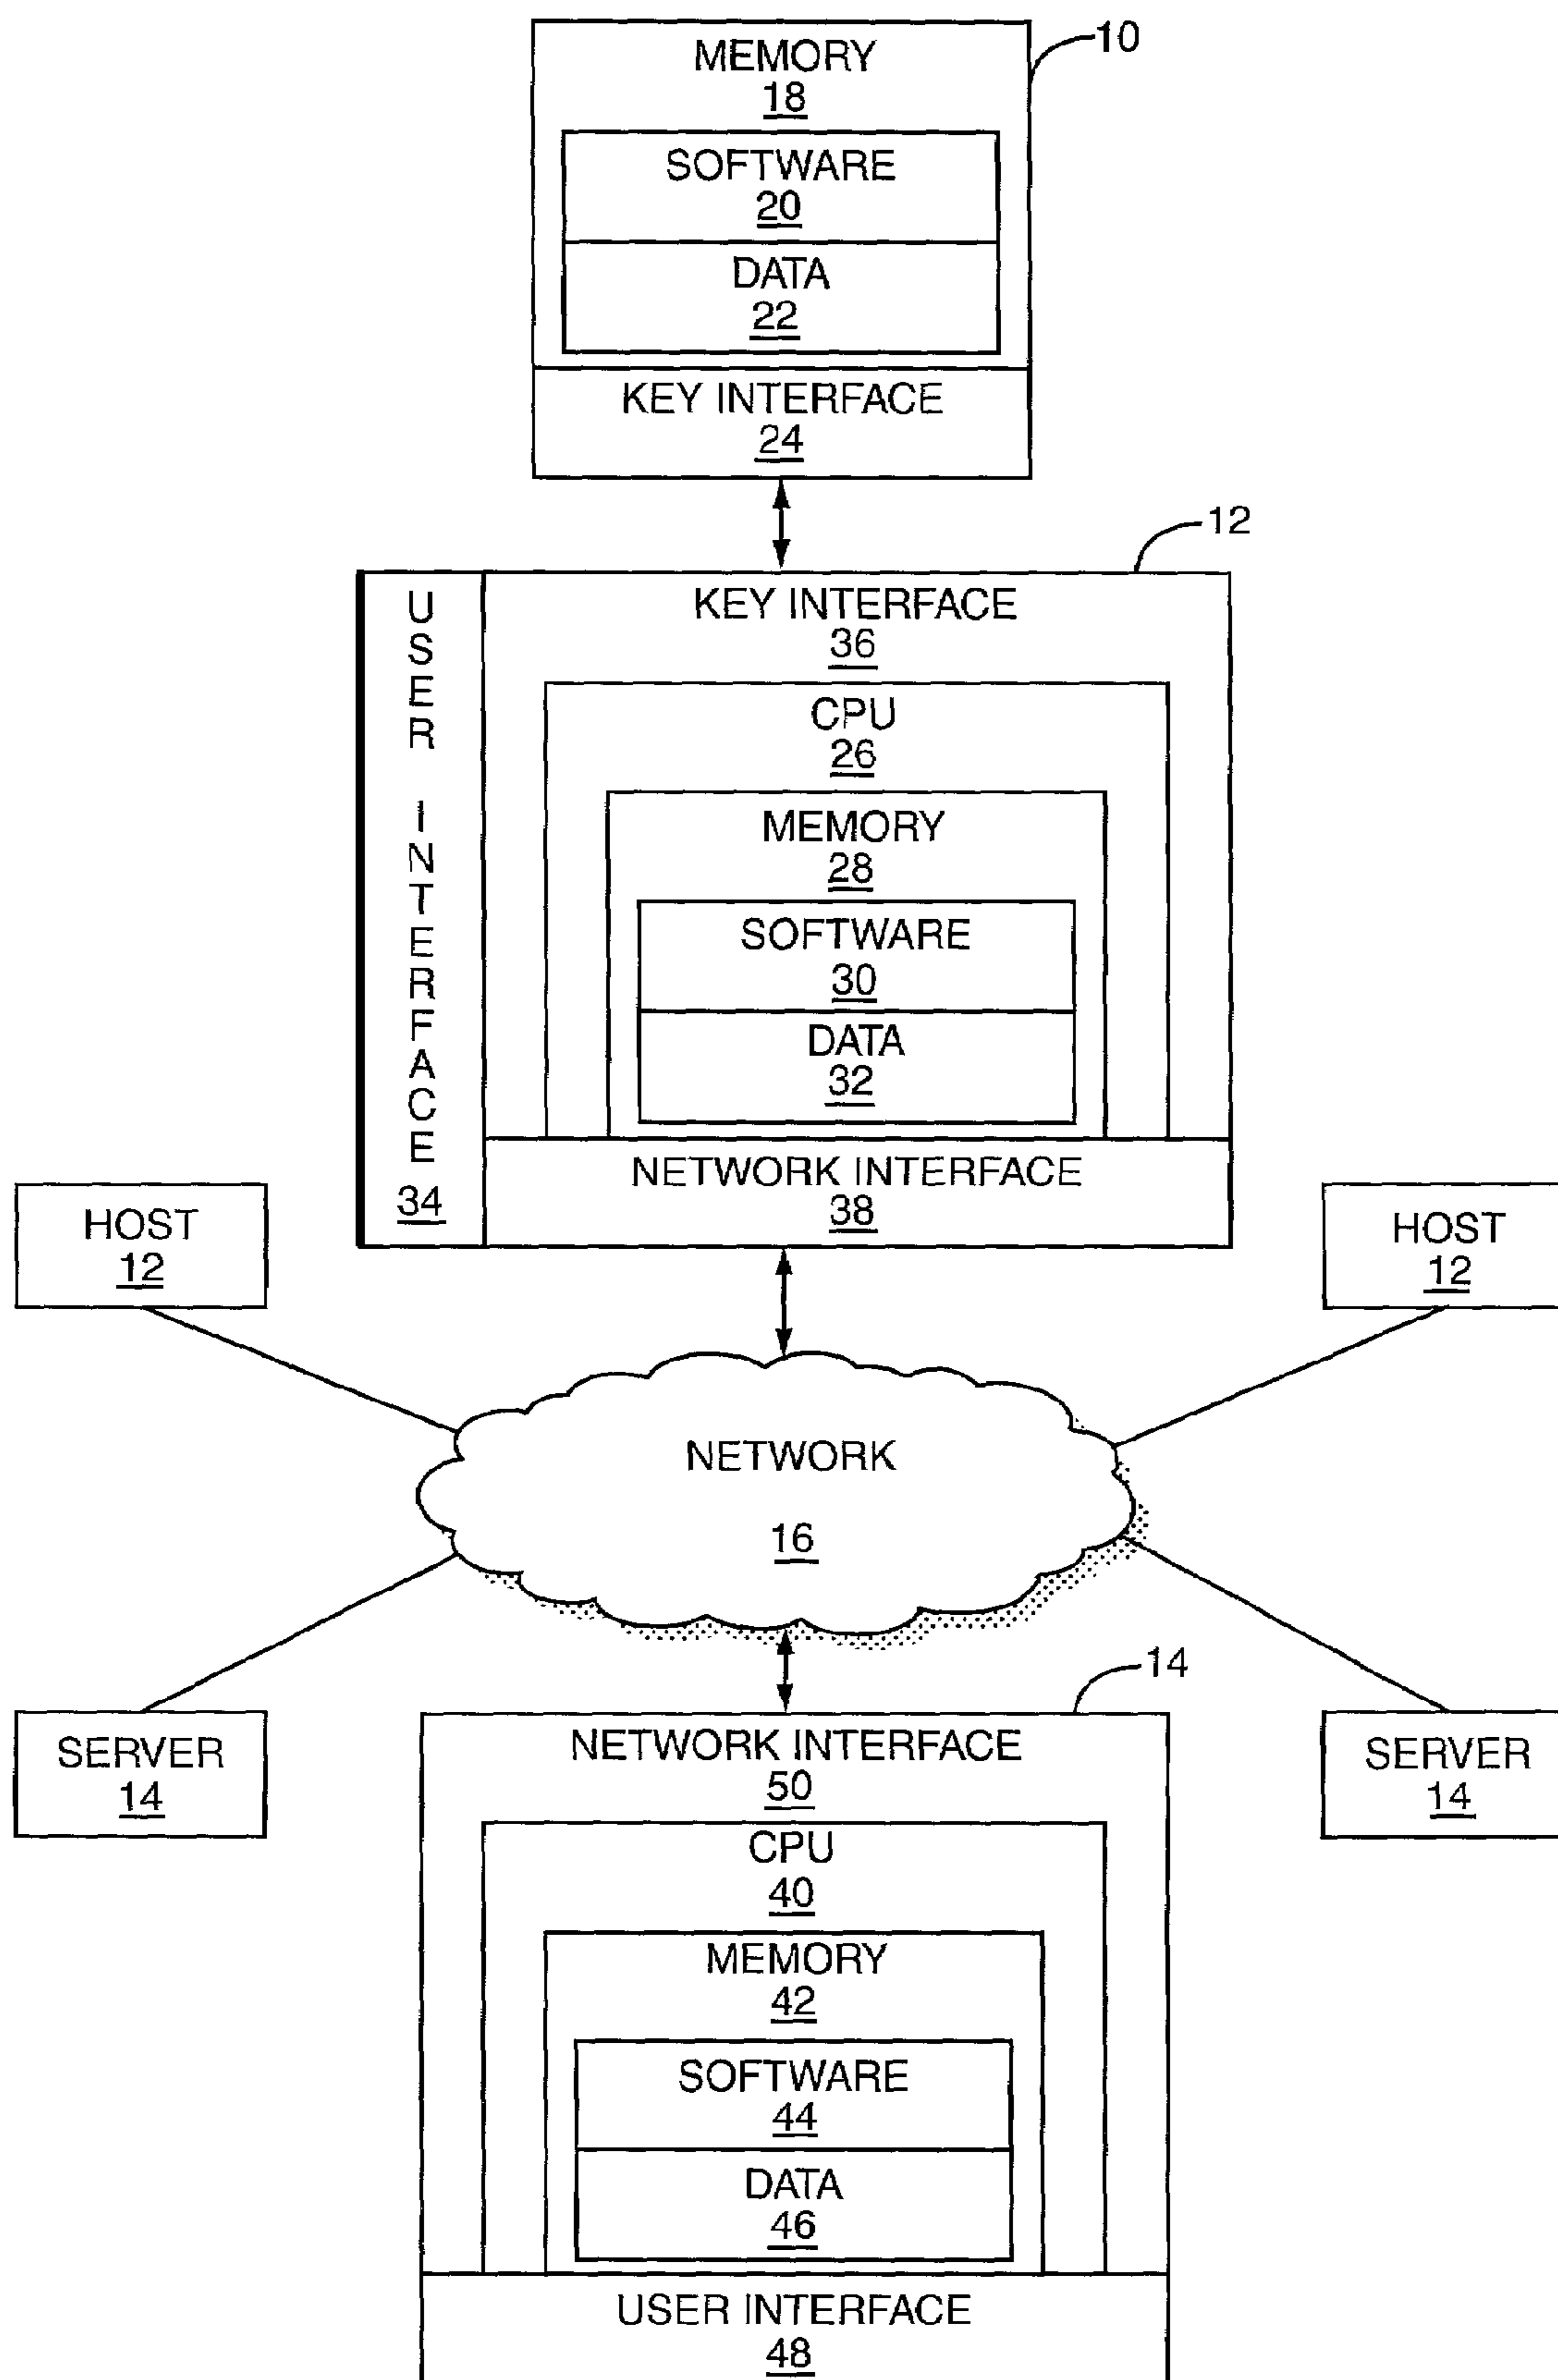 10
MEMORY
18
SOFTWARE
20
DATA
22
KEY INTERFACE
24
12
USER INTERFACE
34
KEY INTERFACE
36
CPU
26
MEMORY
28
SOFTWARE
30
DATA
32
NETWORK INTERFACE
38
HOST
12
HOST
12
NETWORK
16
14
SERVER
14
SERVER
14
NETWORK INTERFACE
50
CPU
40
MEMORY
42
SOFTWARE
44
DATA
46
USER INTERFACE
48